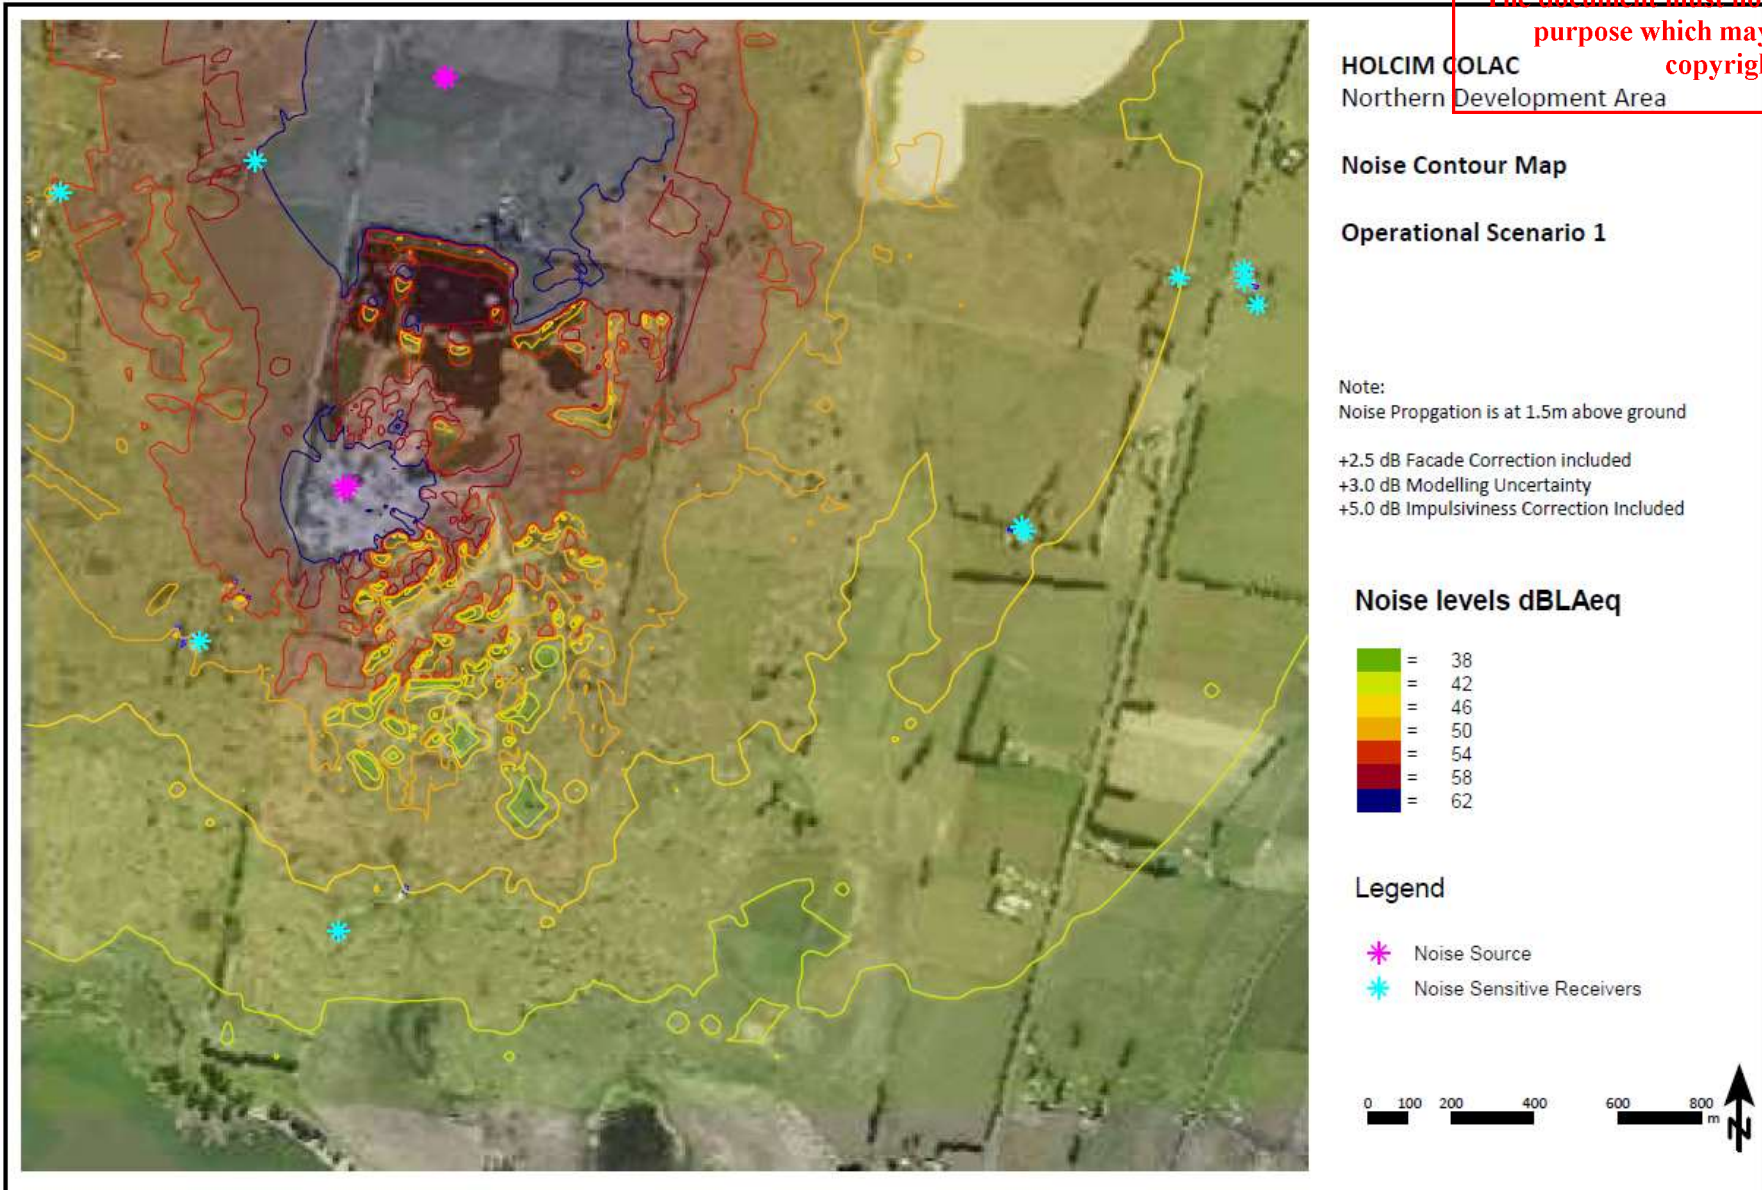 purpose which may
copyrigh
HOLCIM COLAC
Northern Development Area
Noise Contour Map
Operational Scenario 1
Note:
Noise Propgation is at 1.5m above ground
+2.5 dB Facade Correction included
+3.0 dB Modelling Uncertainty
+5.0 dB Impulsiviness Correction Included
Noise levels dBLAeq
= 38
= 42
= 46
= 50
= 54
= 58
= 62
Legend
Noise Source
Noise Sensitive Receivers
0 100 200 400 600 800
m
N